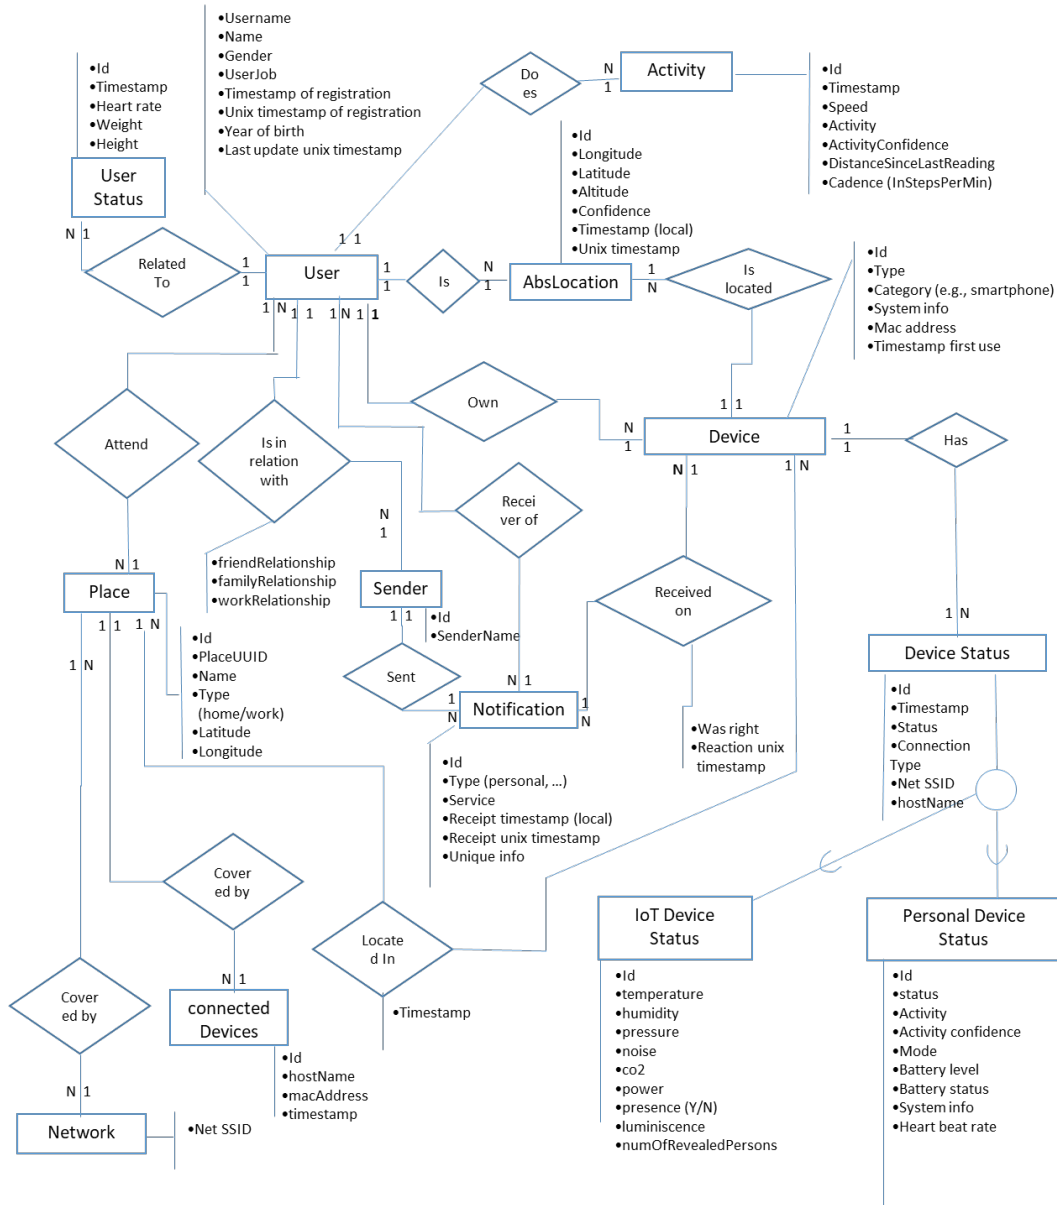 •Username
•Name
•Gender
•UserJob
•Timestamp of registration
•Unix timestamp of registration
•Year of birth
•Last update unix timestamp
•Id
•Timestamp
•Heart rate
•Weight
•Height
User
Status
N 1
Related
To
1
1
User
1 1
Do
es
N
1
Activity
•Id
•Timestamp
•Speed
•Activity
•ActivityConfidence
•DistanceSinceLastReading
•Cadence (InStepsPerMin)
•Id
•Longitude
•Latitude
•Altitude
•Confidence
•Timestamp (local)
•Unix timestamp
1
1
Is
N
1
AbsLocation
1
N
Is
located
•Id
•Type
•Category (e.g., smartphone)
•System info
•Mac address
•Timestamp first use
1 N
1 1
1 N
1 1
Attend
Is in
relation
with
Own
N
1
1 1
Device
1
1
Has
N 1
1 N
Recei
ver of
N
1
N 1
Place
•friendRelationship
•familyRelationship
•workRelationship
Sender
1 1
•Id
•SenderName
Received
on
1 1
1 N
1 N
•Id
•PlaceUUID
•Name
•Type
(home/work)
•Latitude
•Longitude
Sent
1
N
N 1
Notification
1
N
1 N
Device Status
•Id
•Timestamp
•Status
•Connection
Type
•Net SSID
•hostName
•Was right
•Reaction unix
timestamp
•Id
•Type (personal, ...)
•Service
•Receipt timestamp (local)
•Receipt unix timestamp
•Unique info
Cover
ed by
Locate
d In
•Timestamp
IoT Device
Status
•Id
•temperature
•humidity
•pressure
•noise
•co2
•power
•presence (Y/N)
•luminiscence
•numOfRevealedPersons
Personal Device
Status
•Id
•status
•Activity
•Activity confidence
•Mode
•Battery level
•Battery status
•System info
•Heart beat rate
Cover
ed by
N 1
connected
Devices
•Id
•hostName
•macAddress
•timestamp
N 1
Network
•Net SSID